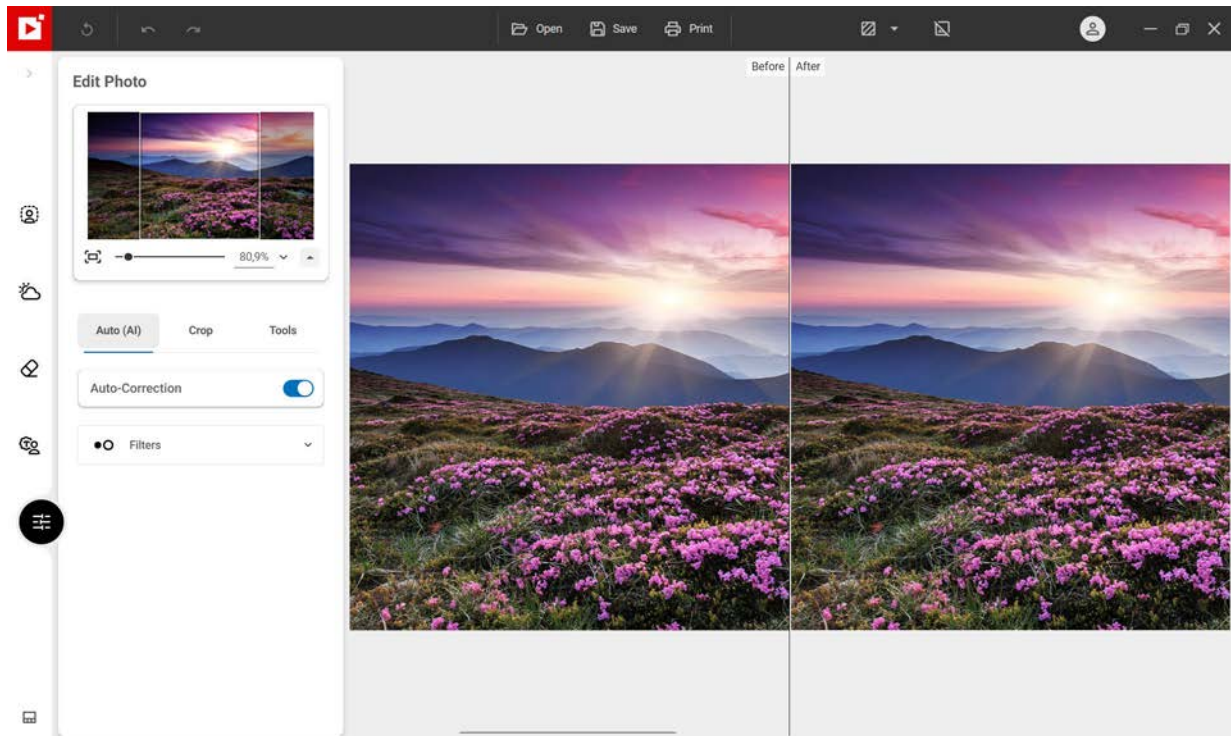 Open Save Print
Before After
Edit Photo
80,9%
Auto (AI) Crop Tools
Auto-Correction
Filters